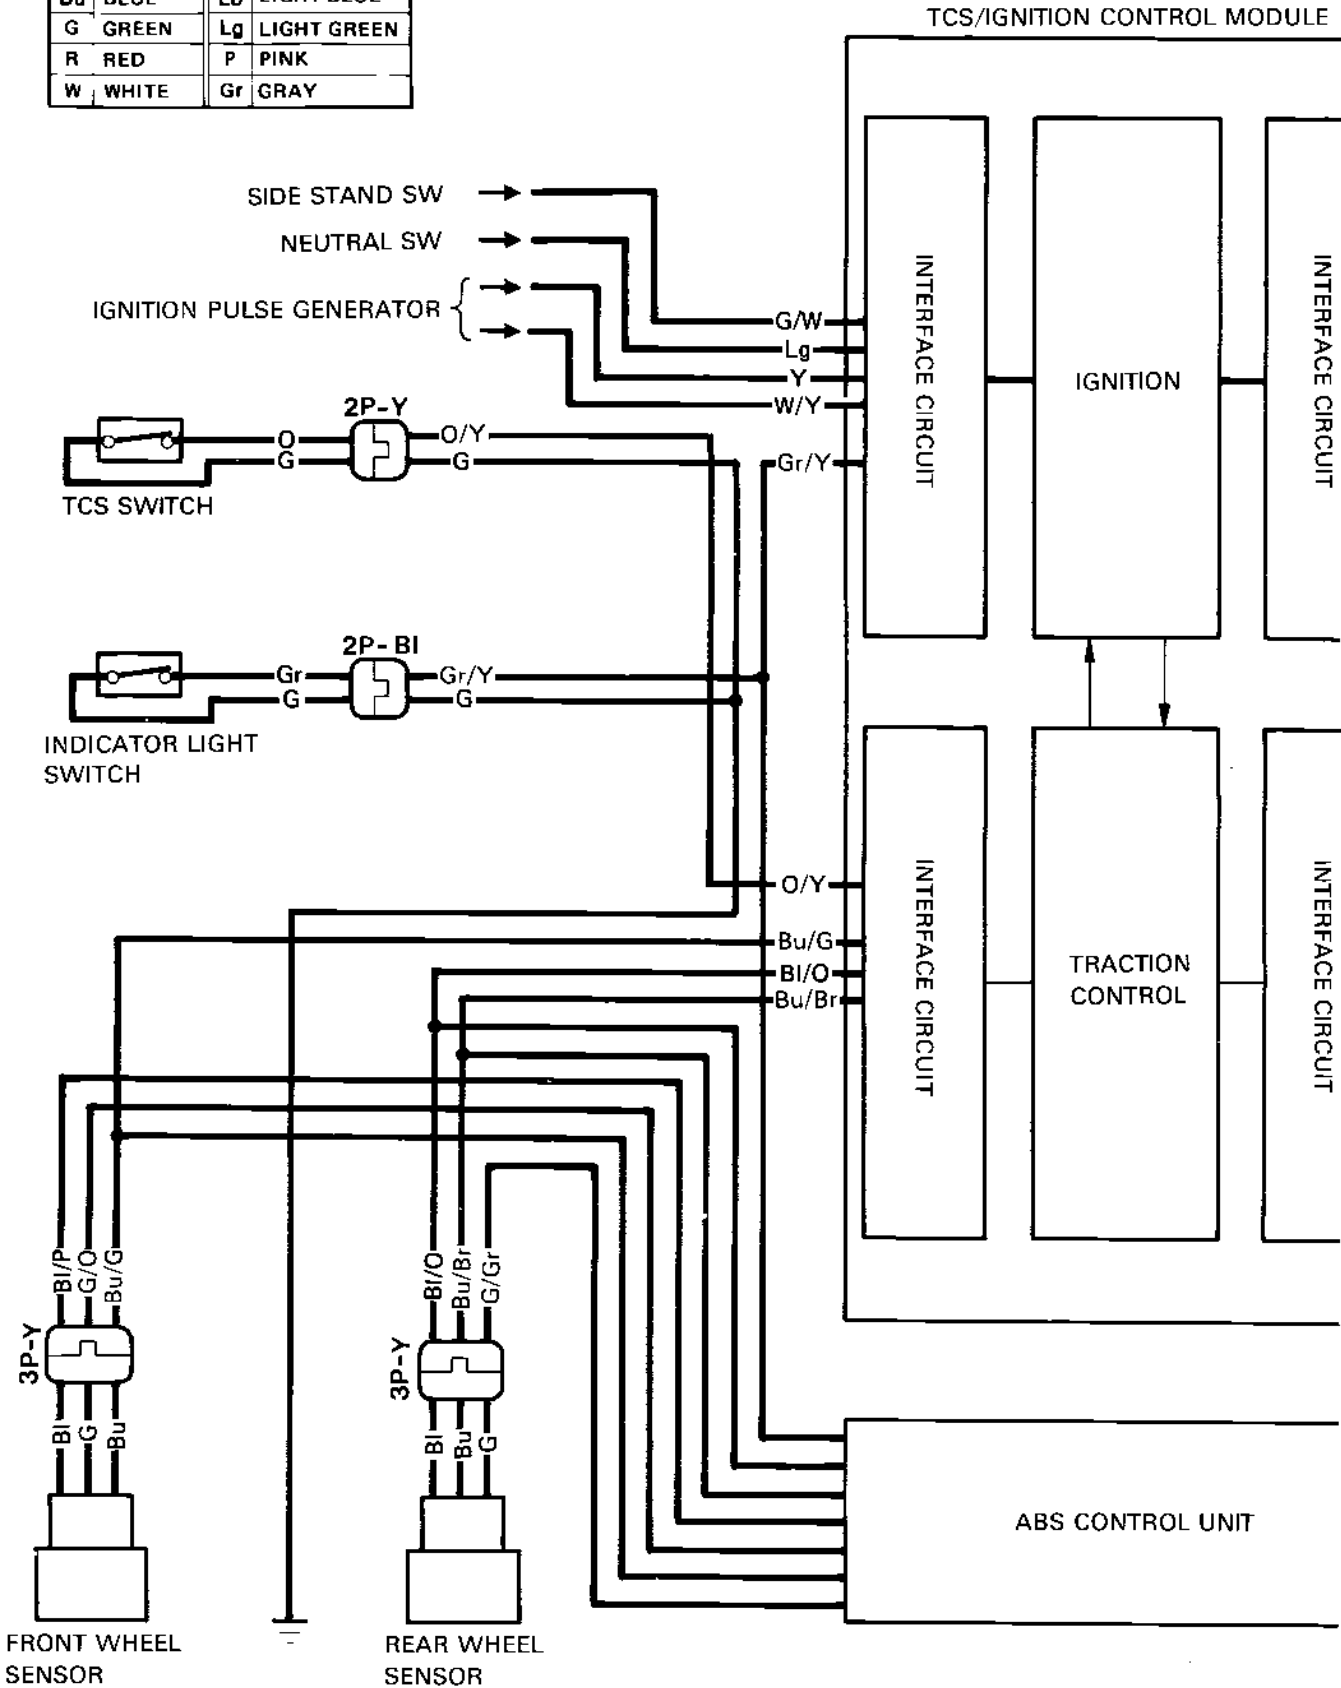 TCS/IGNITION CONTROL MODULE
Bu BLUE Lb LIGHT BLUE
G GREEN Lg LIGHT GREEN
R RED P PINK
W WHITE Gr GRAY
SIDE STAND SW
NEUTRAL SW
IGNITION PULSE GENERATOR
G/W
Lg
Y
W/Y
Gr/Y
INTERFACE CIRCUIT
IGNITION
INTERFACE CIRCUIT
2P-Y
O
G
O/Y
G
TCS SWITCH
2P-Bl
Gr
G
Gr/Y
G
INDICATOR LIGHT
SWITCH
O/Y
Bu/G
Bl/O
Bu/Br
INTERFACE CIRCUIT
TRACTION
CONTROL
INTERFACE CIRCUIT
Bl/P
G/O
Bu/G
3P-Y
Bl
G
Bu
FRONT WHEEL
SENSOR
Bl/O
Bu/Br
G/Gr
3P-Y
Bl
Bu
G
REAR WHEEL
SENSOR
ABS CONTROL UNIT